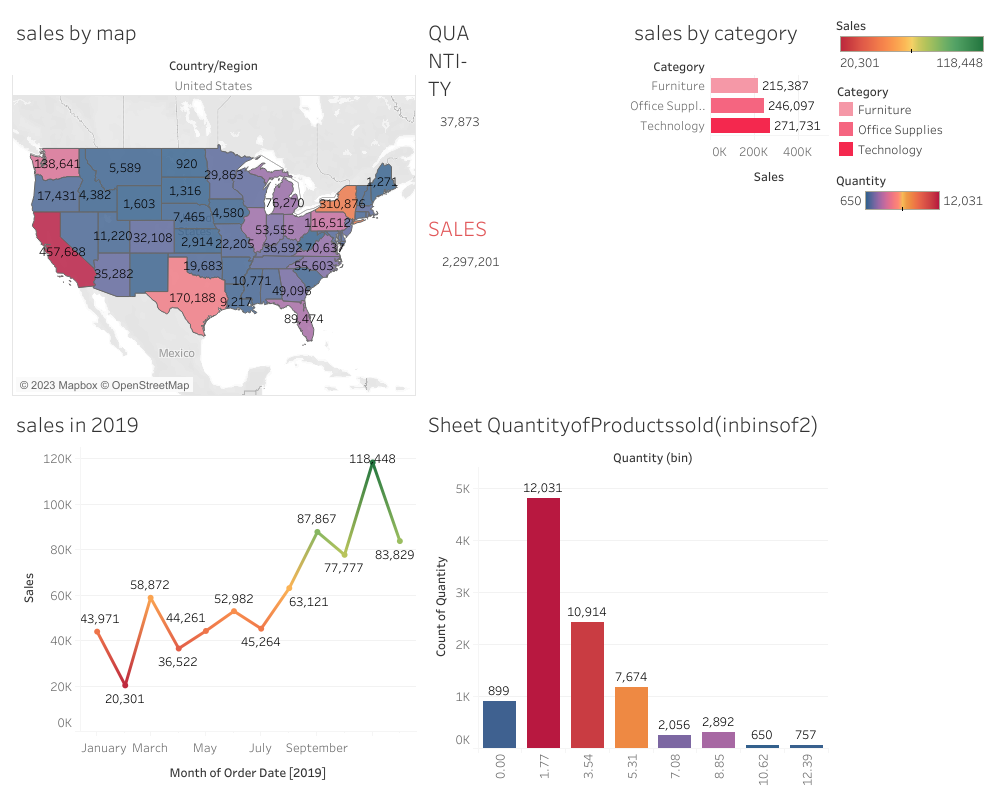 sales by map
Country/Region
United States
138,641
5,589
920
29,863
1,271
17,431
4,382
1,603
1,316
76,270
310,876
7,465
4,580
116,512
11,220
32,108
2,914
22,205
53,555
36,592
70,637
457,688
35,282
19,683
55,603
10,771
49,096
170,188
9,217
89,474
Mexico
© 2023 Mapbox © OpenStreetMap
QUA
NTI-
TY
37,873
SALES
2,297,201
sales by category
Category
Furniture
215,387
Office Suppl..
246,097
Technology
271,731
0K 200K 400K
Sales
Sales
20,301 118,448
Category
Furniture
Office Supplies
Technology
Quantity
650 12,031
sales in 2019
120K
100K
80K
60K
40K
20K
0K
Sales
43,971
20,301
58,872
36,522
44,261
52,982
45,264
63,121
87,867
77,777
118,448
83,829
January March May July September
Month of Order Date [2019]
Sheet QuantityofProductssold(inbinsof2)
Quantity (bin)
5K
4K
3K
2K
1K
0K
Count of Quantity
899
12,031
10,914
7,674
2,056
2,892
650
757
0.00
1.77
3.54
5.31
7.08
8.85
10.62
12.39